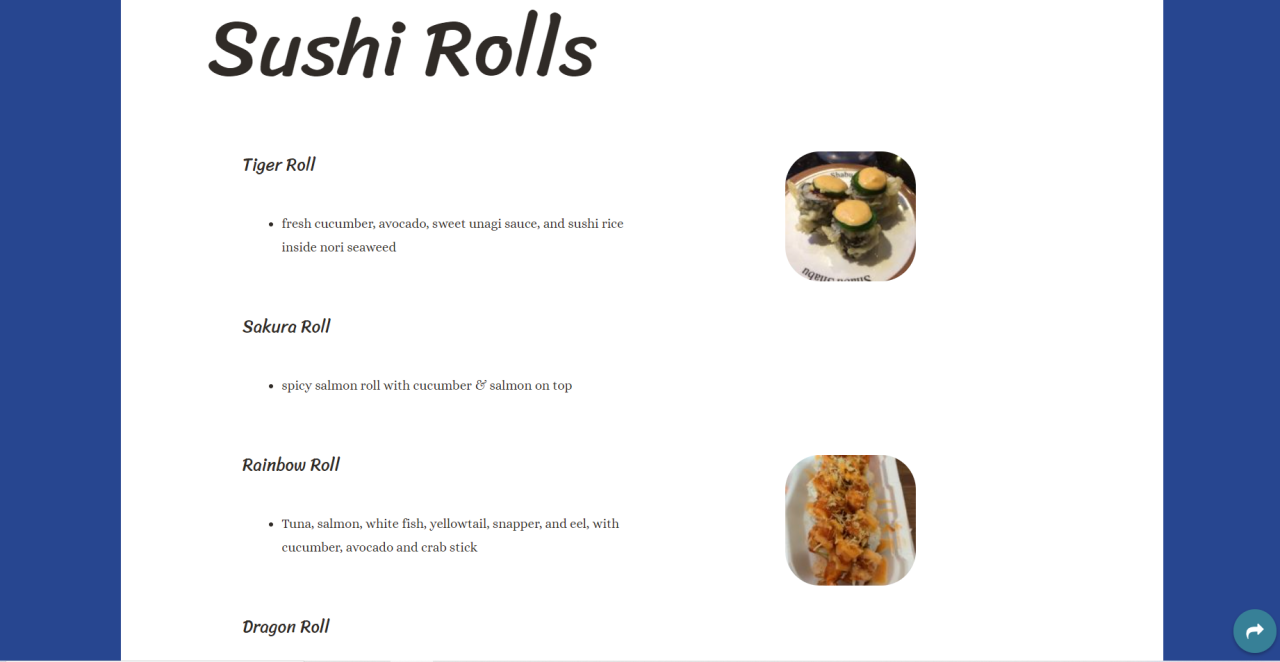 Sushi Rolls
Tiger Roll
fresh cucumber, avocado, sweet unagi sauce, and sushi rice
inside nori seaweed
Sakura Roll
spicy salmon roll with cucumber & salmon on top
Rainbow Roll
Tuna, salmon, white fish, yellowtail, snapper, and eel, with
cucumber, avocado and crab stick
Dragon Roll